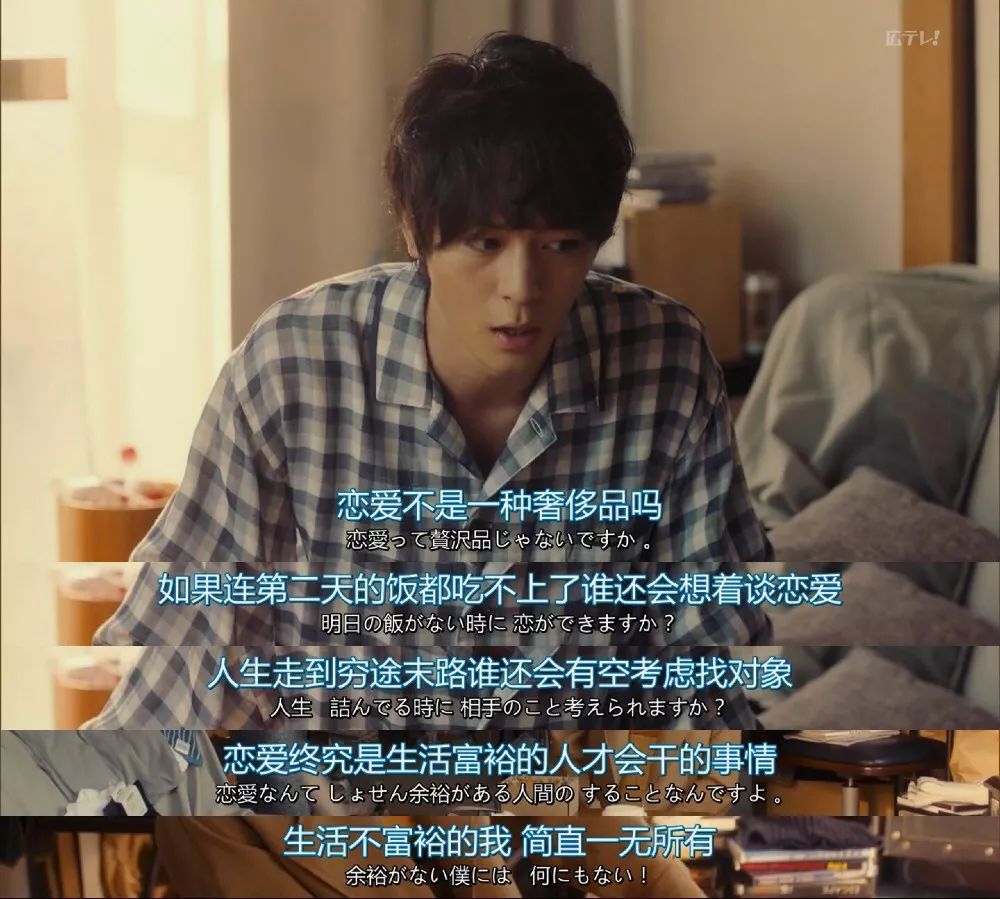 広テレ!
恋爱不是一种奢侈品吗
恋愛って贅沢品じゃないですか。
如果连第二天的饭都吃不上了谁还会想着谈恋爱
明日の飯がない時に 恋ができますか？
人生走到穷途末路谁还会有空考虑找对象
人生 詰んでる時に 相手のこと考えられますか？
恋爱终究是生活富裕的人才会干的事情
恋愛なんて しょせん余裕がある人間の することなんですよ。
生活不富裕的我 简直一无所有
余裕がない僕には 何にもない！
ESCAPE